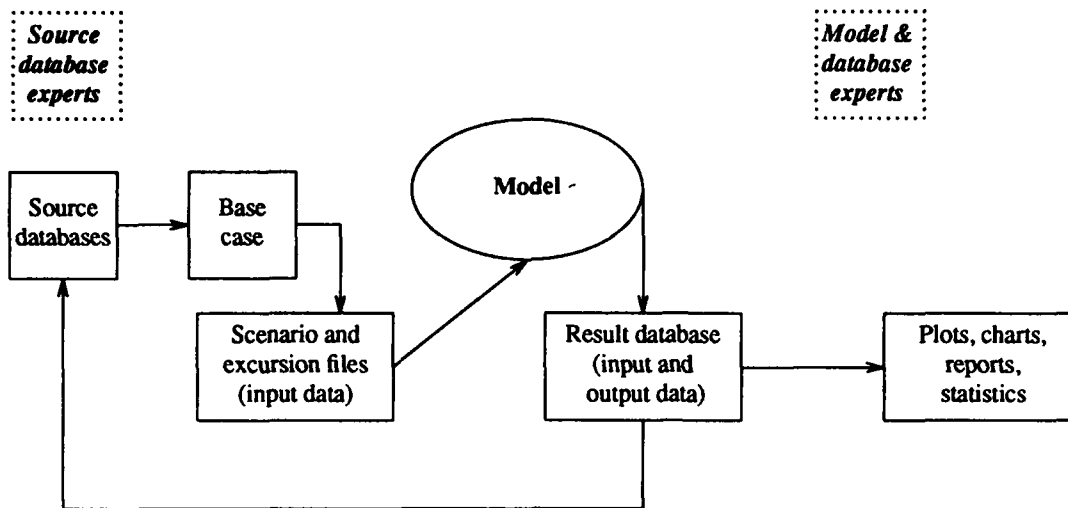 Source
database
experts
Model &
database
experts
Model
Source
databases
Base
case
Scenario and
excursion files
(input data)
Result database
(input and
output data)
Plots, charts,
reports,
statistics